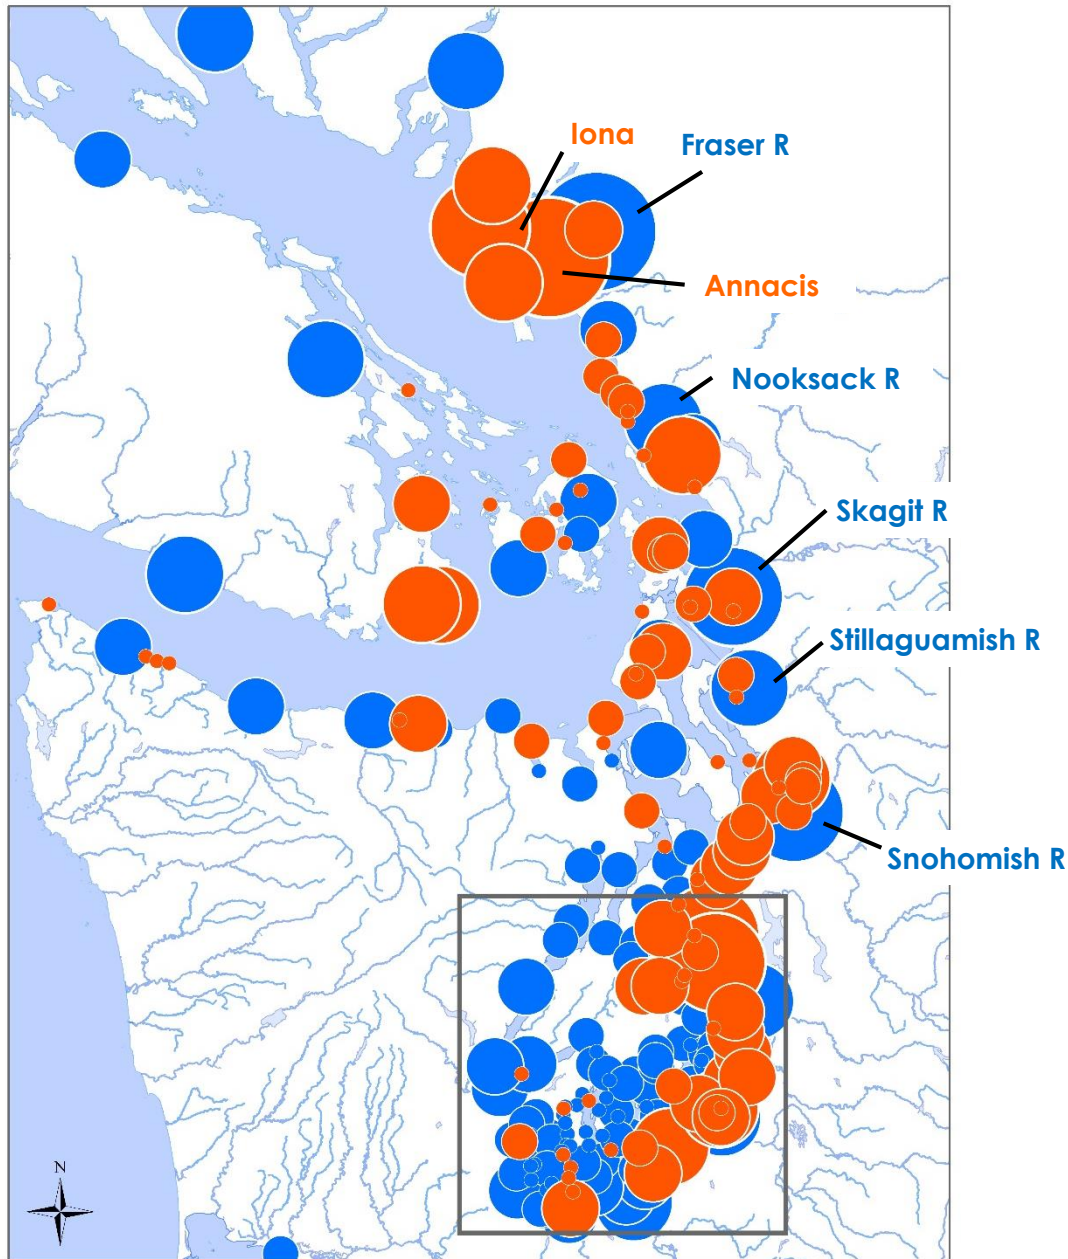 Iona
Fraser R
Annacis
Nooksack R
Skagit R
Stillaguamish R
Snohomish R
N